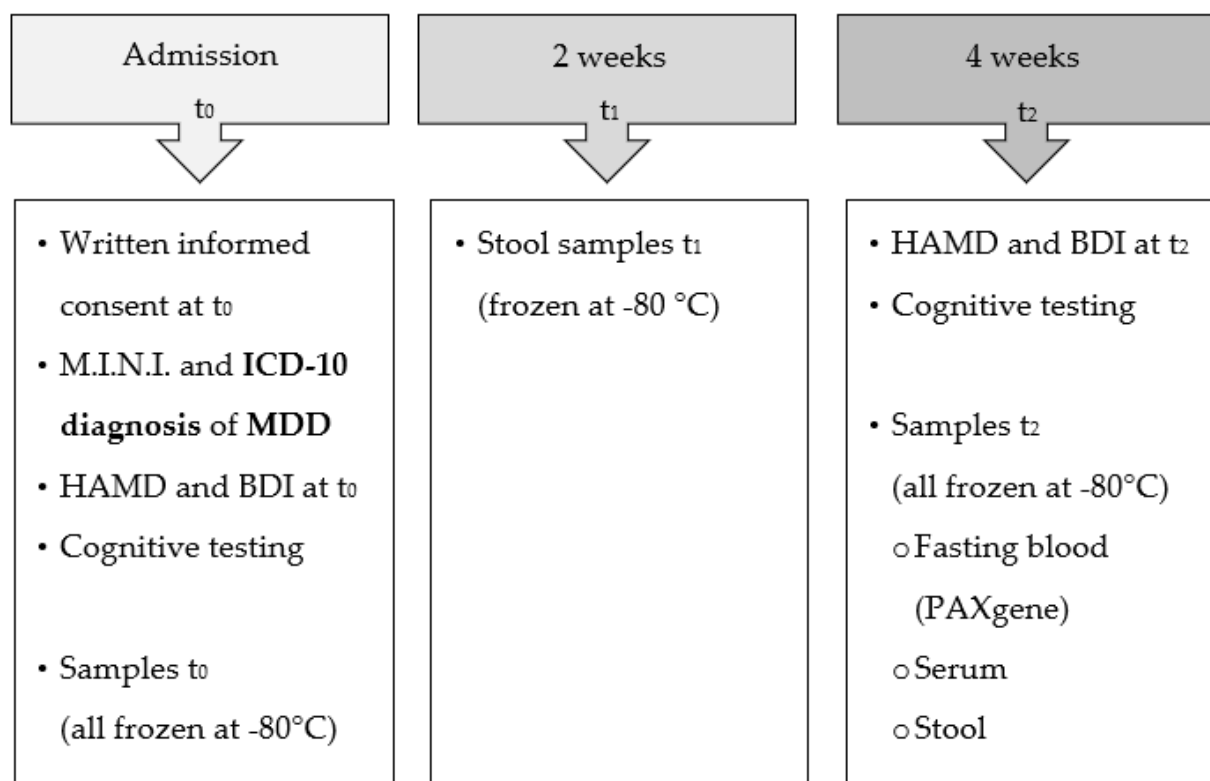 Admission
t0
2 weeks
t1
4 weeks
t2
• Written informed
consent at t0
• M.I.N.I. and ICD-10
diagnosis of MDD
• HAMD and BDI at t0
• Cognitive testing
• Samples t0
(all frozen at -80°C)
• Stool samples t1
(frozen at -80 °C)
• HAMD and BDI at t2
• Cognitive testing
• Samples t2
(all frozen at -80°C)
o Fasting blood
(PAXgene)
o Serum
o Stool